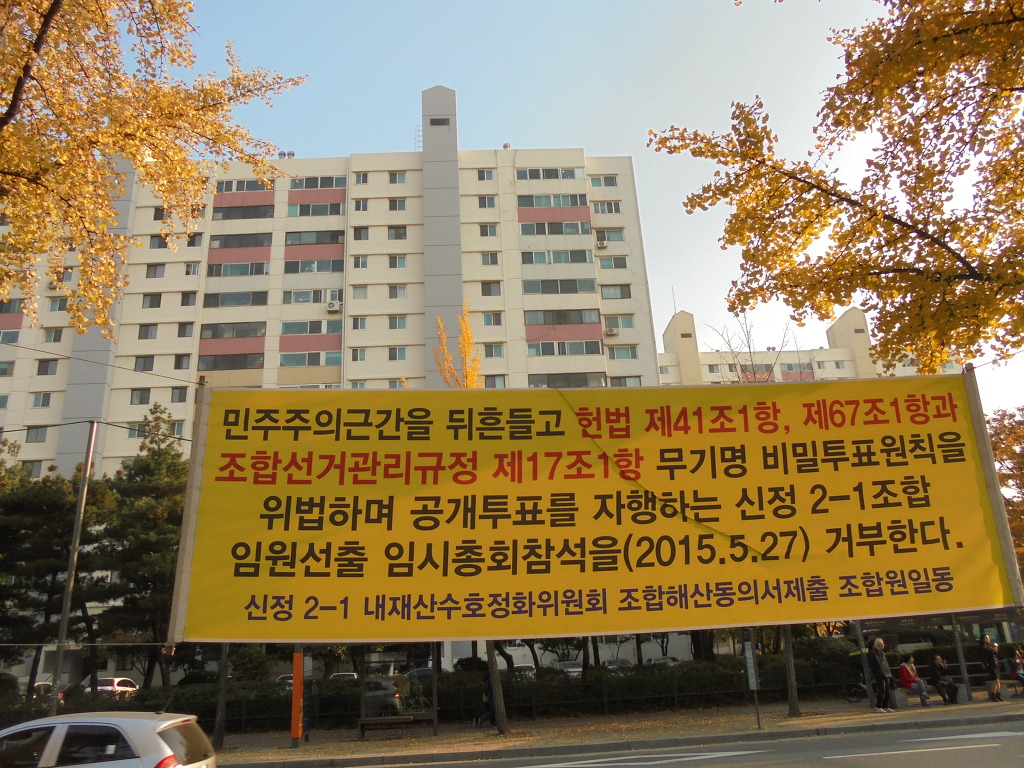 민주주의근간을 뒤흔들고 헌법 제41조1항, 제67조1항과
조합선거관리규정 제17조1항 무기명 비밀투표원칙을
위법하며 공개투표를 자행하는 신정 2-1조합
임원선출 임시총회참석을(2015.5.27) 거부한다.
신정 2-1 내재산수호정화위원회 조합해산동의서제출 조합원일동